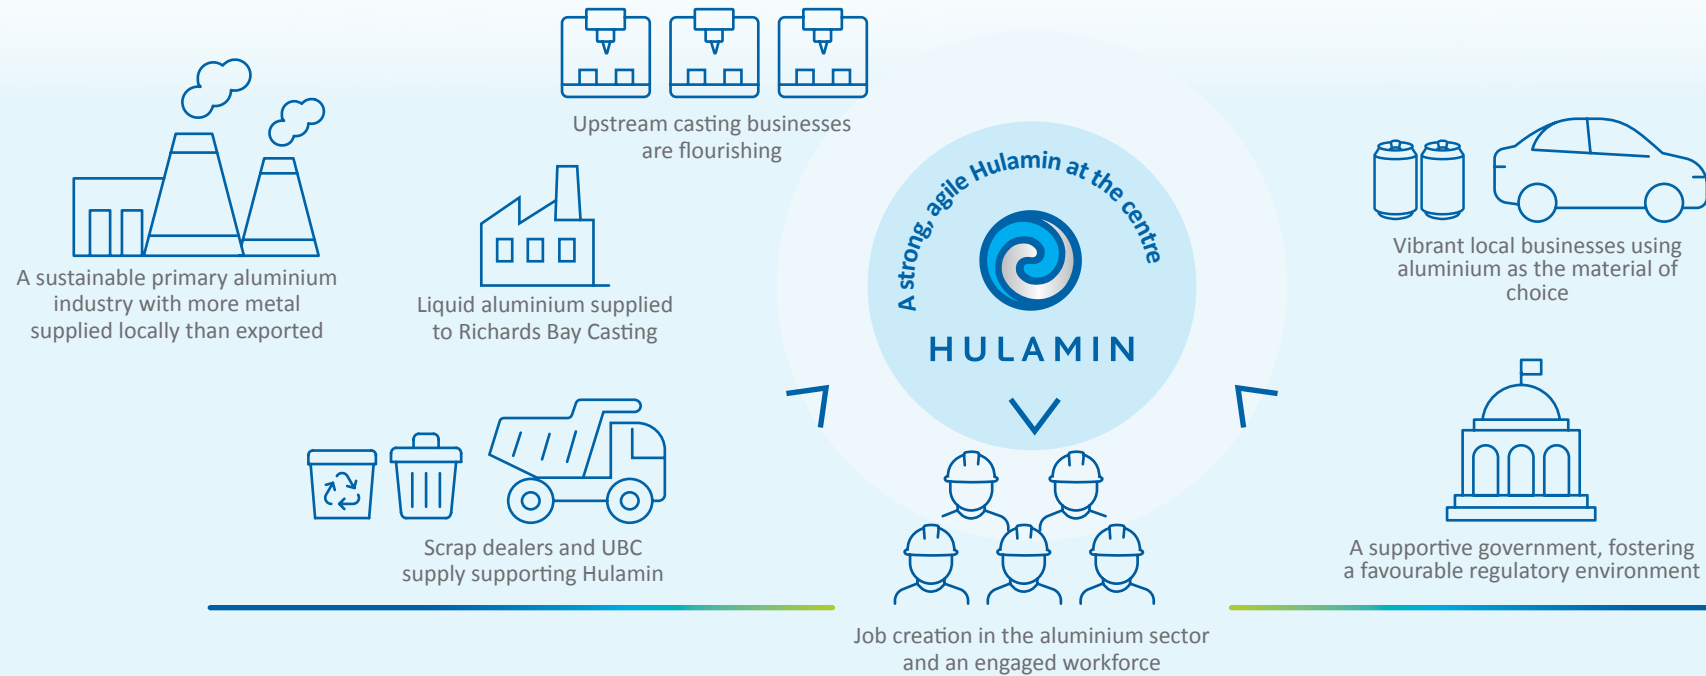 Upstream casting businesses
are flourishing
A sustainable primary aluminium
industry with more metal
supplied locally than exported
Liquid aluminium supplied
to Richards Bay Casting
A strong, agile Hulamin at the centre
HULAMIN
Vibrant local businesses using
aluminium as the material of
choice
Scrap dealers and UBC
supply supporting Hulamin
A supportive government, fostering
a favourable regulatory environment
Job creation in the aluminium sector
and an engaged workforce